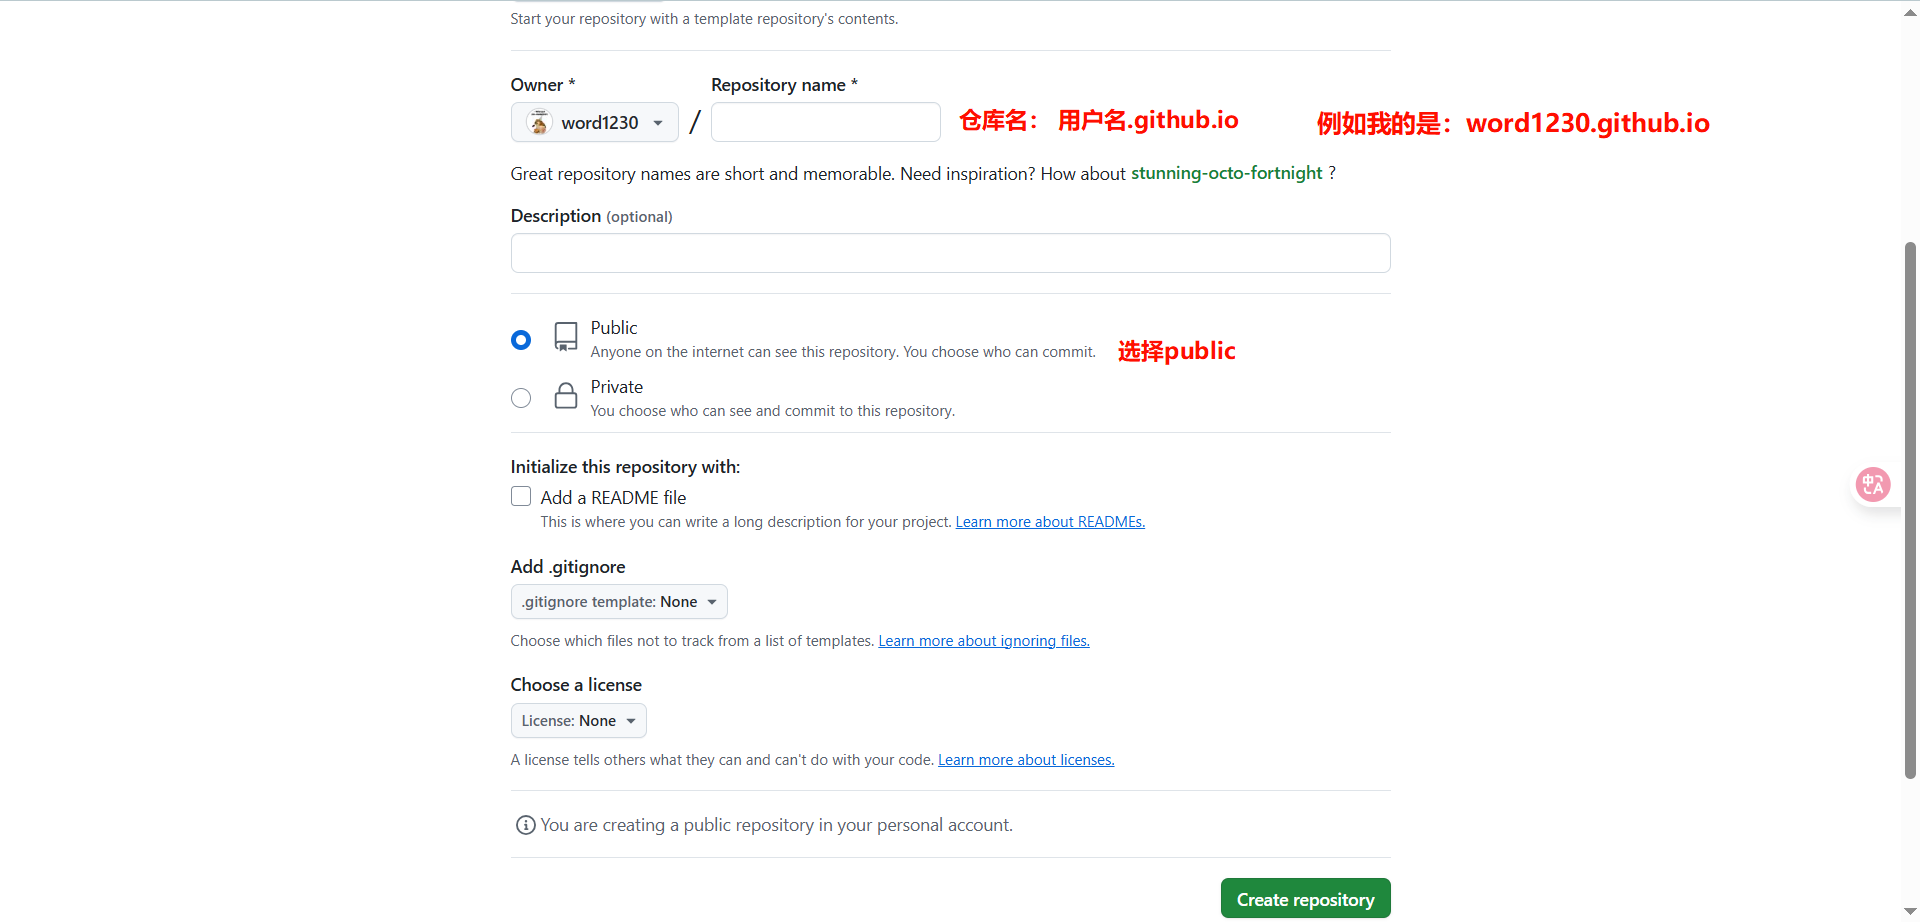 Start your repository with a template repository's contents.
Owner *
Repository name *
word1230
/
仓库名： 用户名.github.io
例如我的是：word1230.github.io
Great repository names are short and memorable. Need inspiration? How about stunning-octo-fortnight ?
Description (optional)
Public
Anyone on the internet can see this repository. You choose who can commit.
选择public
Private
You choose who can see and commit to this repository.
Initialize this repository with:
Add a README file
This is where you can write a long description for your project. Learn more about READMEs.
Add .gitignore
.gitignore template: None
Choose which files not to track from a list of templates. Learn more about ignoring files.
Choose a license
License: None
A license tells others what they can and can't do with your code. Learn more about licenses.
You are creating a public repository in your personal account.
Create repository
中A